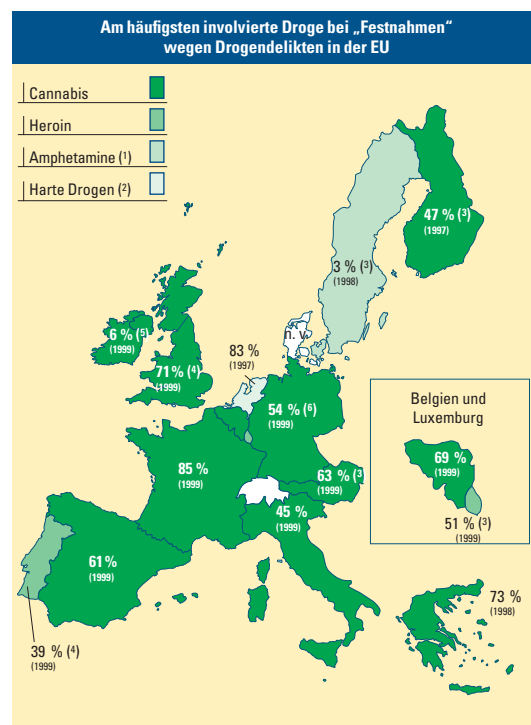 Am häufigsten involvierte Droge bei „Festnahmen“
wegen Drogendelikten in der EU
Cannabis
Heroin
Amphetamine (¹)
Harte Drogen (²)
47 % (³)
(1997)
3 % (³)
(1998)
n. v.
6 % (⁵)
(1999)
71 % (⁴)
(1999)
83 %
(1997)
54 % (⁶)
(1999)
Belgien und
Luxemburg
69 %
(1999)
51 % (³)
(1999)
85 %
(1999)
63 % (³
(1999)
45 %
(1999)
61 %
(1999)
73 %
(1998)
39 % (⁴)
(1999)